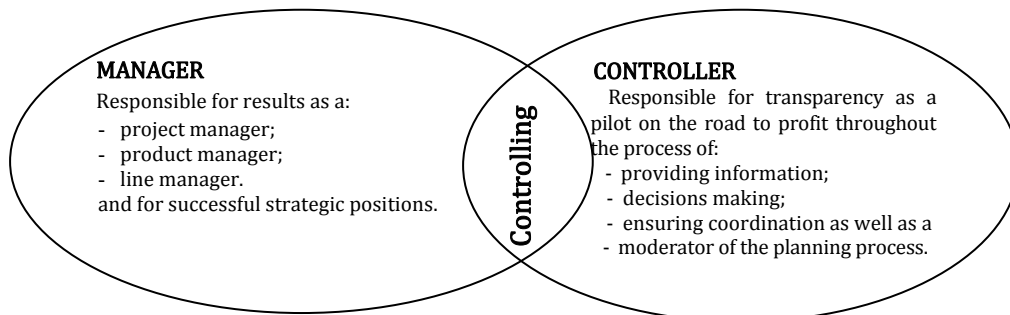 MANAGER
Responsible for results as a:
- project manager;
- product manager;
- line manager.
and for successful strategic positions.
Controlling
CONTROLLER
Responsible for transparency as a
pilot on the road to profit throughout
the process of:
- providing information;
- decisions making;
- ensuring coordination as well as a
- moderator of the planning process.